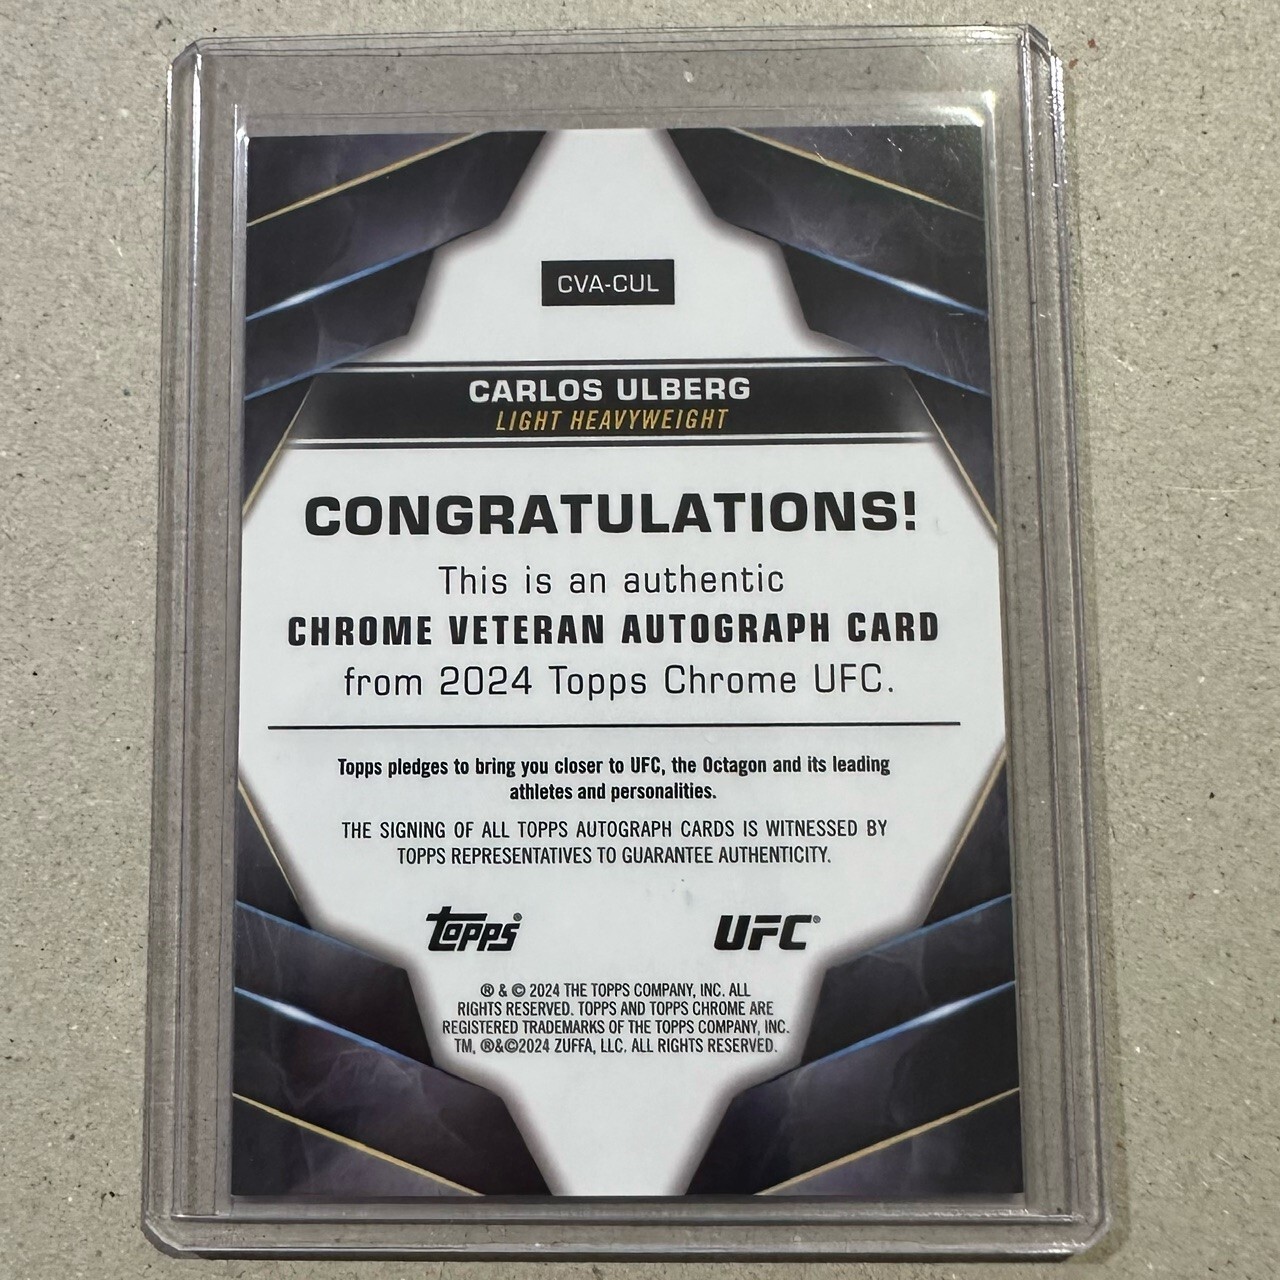 CVA-CUL
CARLOS ULBERG
LIGHT HEAVYWEIGHT
CONGRATULATIONS!
This is an authentic
CHROME VETERAN AUTOGRAPH CARD
from 2024 Topps Chrome UFC.
Topps pledges to bring you closer to UFC, the Octagon and its leading
athletes and personalities.
THE SIGNING OF ALL TOPPS AUTOGRAPH CARDS IS WITNESSED BY
TOPPS REPRESENTATIVES TO GUARANTEE AUTHENTICITY.
Topps® UFC®
® & © 2024 THE TOPPS COMPANY, INC. ALL
RIGHTS RESERVED. TOPPS AND TOPPS CHROME ARE
REGISTERED TRADEMARKS OF THE TOPPS COMPANY, INC.
TM, ®&©2024 ZUFFA, LLC. ALL RIGHTS RESERVED.